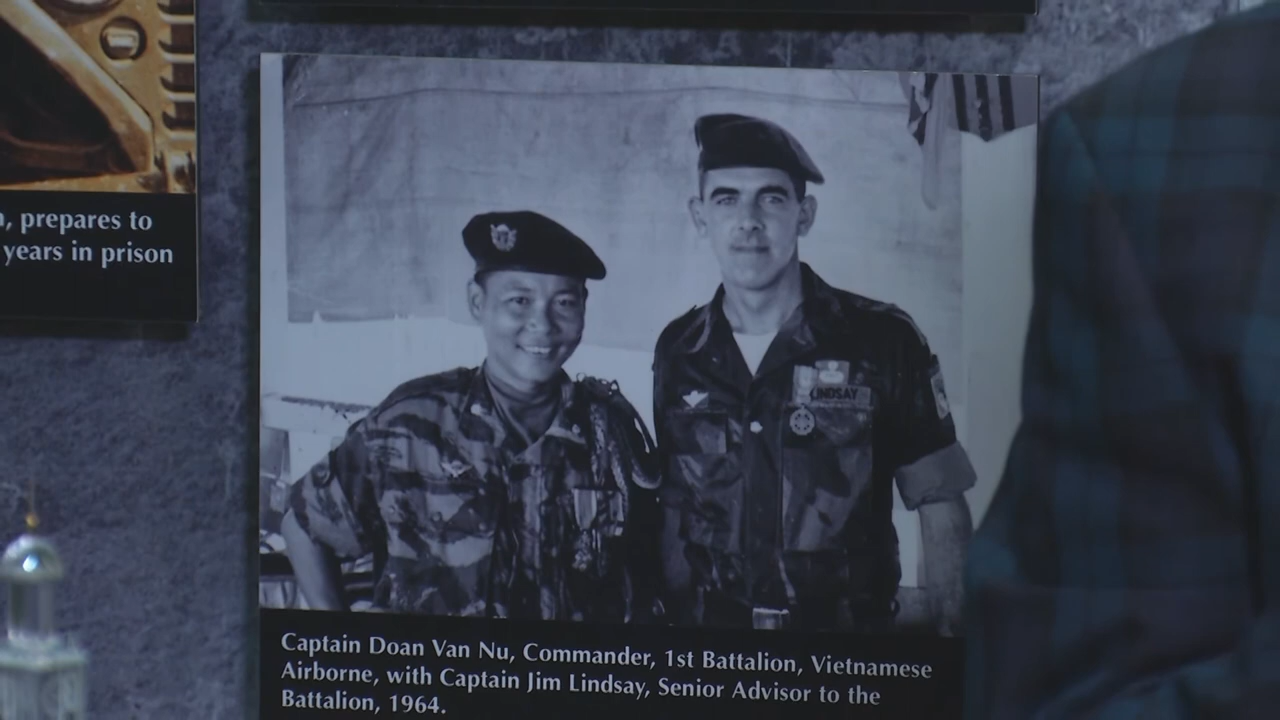 , prepares to
years in prison
LINDSAY
Captain Doan Van Nu, Commander, 1st Battalion, Vietnamese
Airborne, with Captain Jim Lindsay, Senior Advisor to the
Battalion, 1964.